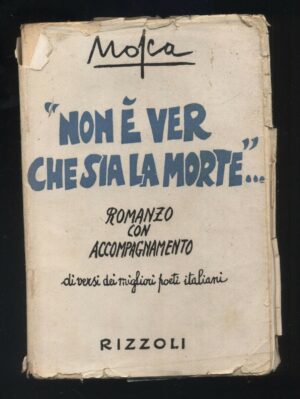 Mosca
"NON È VER
CHE SIA LA MORTE"...
ROMANZO
CON
ACCOMPAGNAMENTO
di versi dei migliori poeti italiani
RIZZOLI